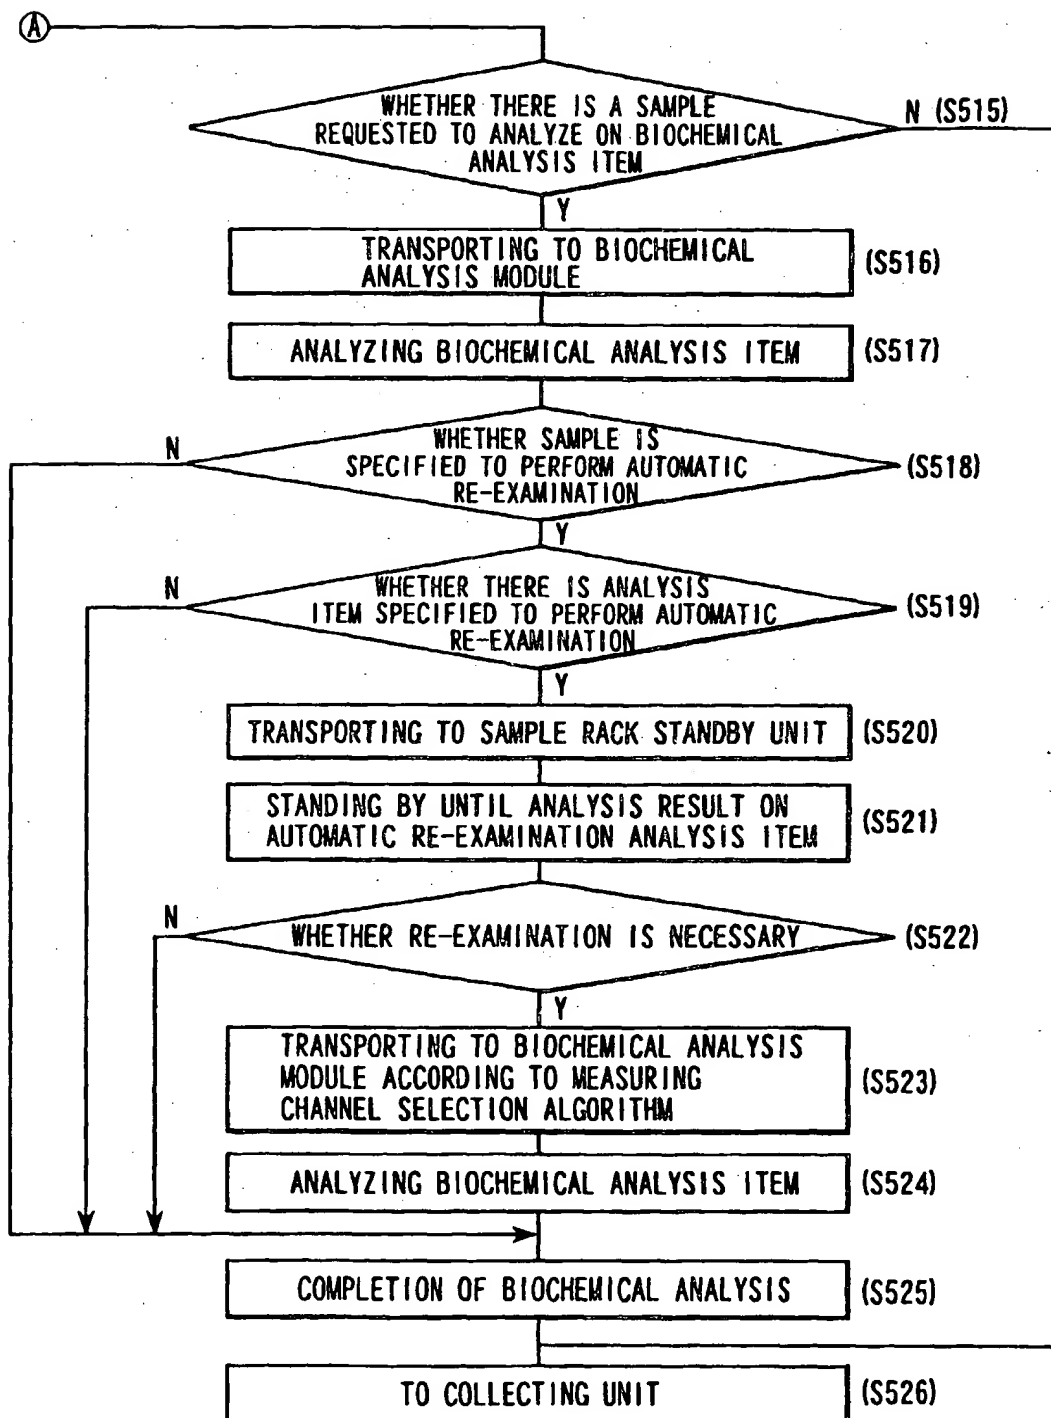 A
WHETHER THERE IS A SAMPLE
REQUESTED TO ANALYZE ON BIOCHEMICAL
ANALYSIS ITEM
N (S515)
Y
TRANSPORTING TO BIOCHEMICAL
ANALYSIS MODULE
(S516)
ANALYZING BIOCHEMICAL ANALYSIS ITEM
(S517)
N
WHETHER SAMPLE IS
SPECIFIED TO PERFORM AUTOMATIC
RE-EXAMINATION
(S518)
Y
N
WHETHER THERE IS ANALYSIS
ITEM SPECIFIED TO PERFORM AUTOMATIC
RE-EXAMINATION
(S519)
Y
TRANSPORTING TO SAMPLE RACK STANDBY UNIT
(S520)
STANDING BY UNTIL ANALYSIS RESULT ON
AUTOMATIC RE-EXAMINATION ANALYSIS ITEM
(S521)
N
WHETHER RE-EXAMINATION IS NECESSARY
(S522)
Y
TRANSPORTING TO BIOCHEMICAL ANALYSIS
MODULE ACCORDING TO MEASURING
CHANNEL SELECTION ALGORITHM
(S523)
ANALYZING BIOCHEMICAL ANALYSIS ITEM
(S524)
COMPLETION OF BIOCHEMICAL ANALYSIS
(S525)
TO COLLECTING UNIT
(S526)